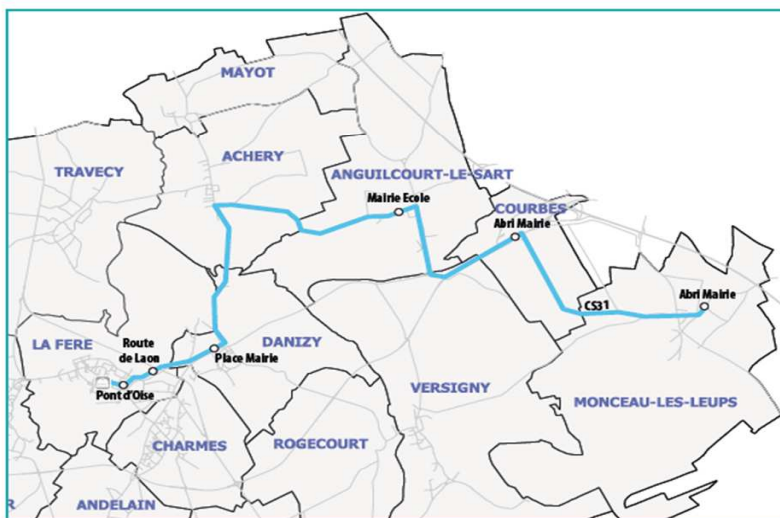 MAYOT
ACHERY
TRAVECY
ANGUILCOURT-LE-SART
Mairie Ecole
COURBES
Abri Mairie
CS31
Abri Mairie
LA FERE
Route
de Laon
Place Mairie
DANIZY
Pont d'Oise
VERSIGNY
MONCEAU-LES-LEUPS
CHARMES
ROGECOURT
R
ANDELAIN